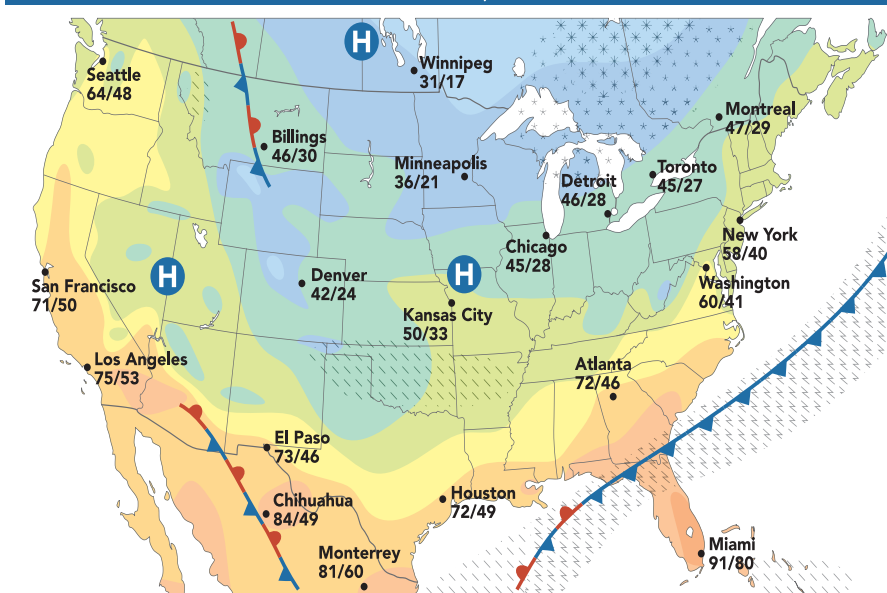 H
Winnipeg
31/17
Seattle
64/48
Montreal
47/29
Billings
46/30
Minneapolis
36/21
Toronto
45/27
Detroit
46/28
New York
58/40
Chicago
45/28
H
H
Denver
42/24
San Francisco
71/50
Washington
60/41
Kansas City
50/33
Los Angeles
75/53
Atlanta
72/46
El Paso
73/46
Chihuahua
84/49
Houston
72/49
Monterrey
81/60
Miami
91/80